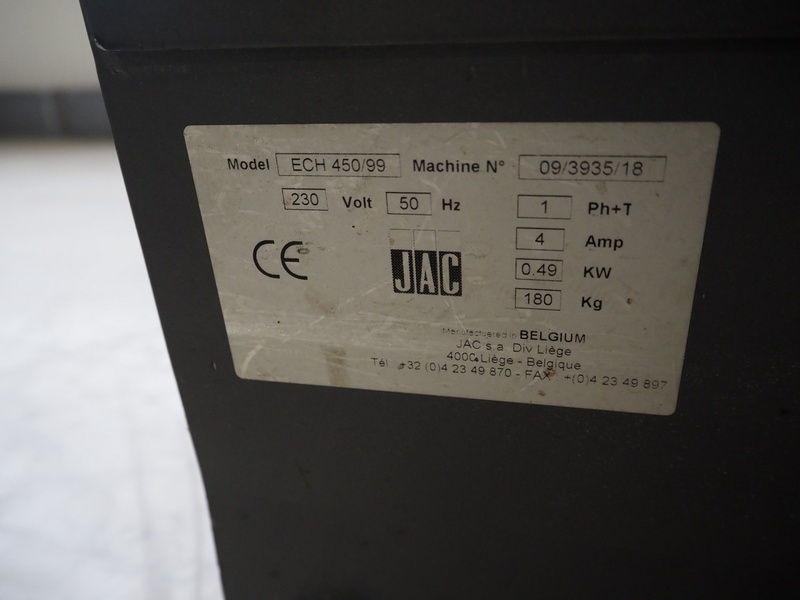 Model ECH 450/99 Machine N° 09/3935/18
230 Volt 50 Hz 1 Ph+T
4 Amp
CE JAC 0.49 KW
180 Kg
Manufactuered in BELGIUM
JAC s.a. Div Liège
4000 Liège - Belgique
Tél +32 (0)4 23 49 870 - FAX +(0)4 23 49 897